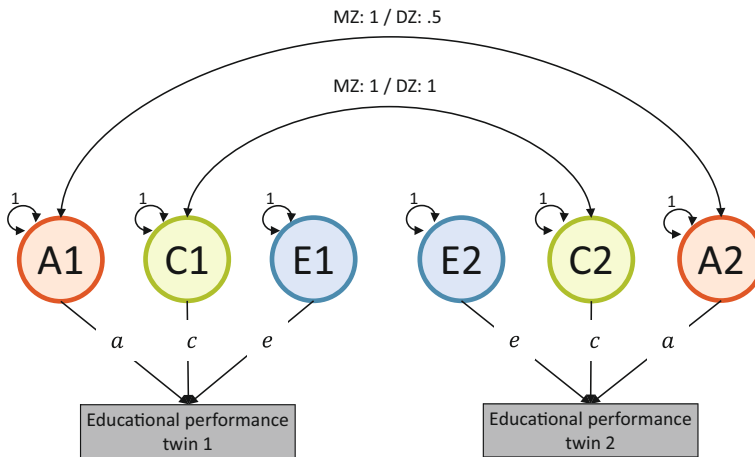 MZ: 1 / DZ: .5
MZ: 1 / DZ: 1
1 1 1 1 1 1
A1 C1 E1 E2 C2 A2
a c e e c a
Educational performance
twin 1
Educational performance
twin 2